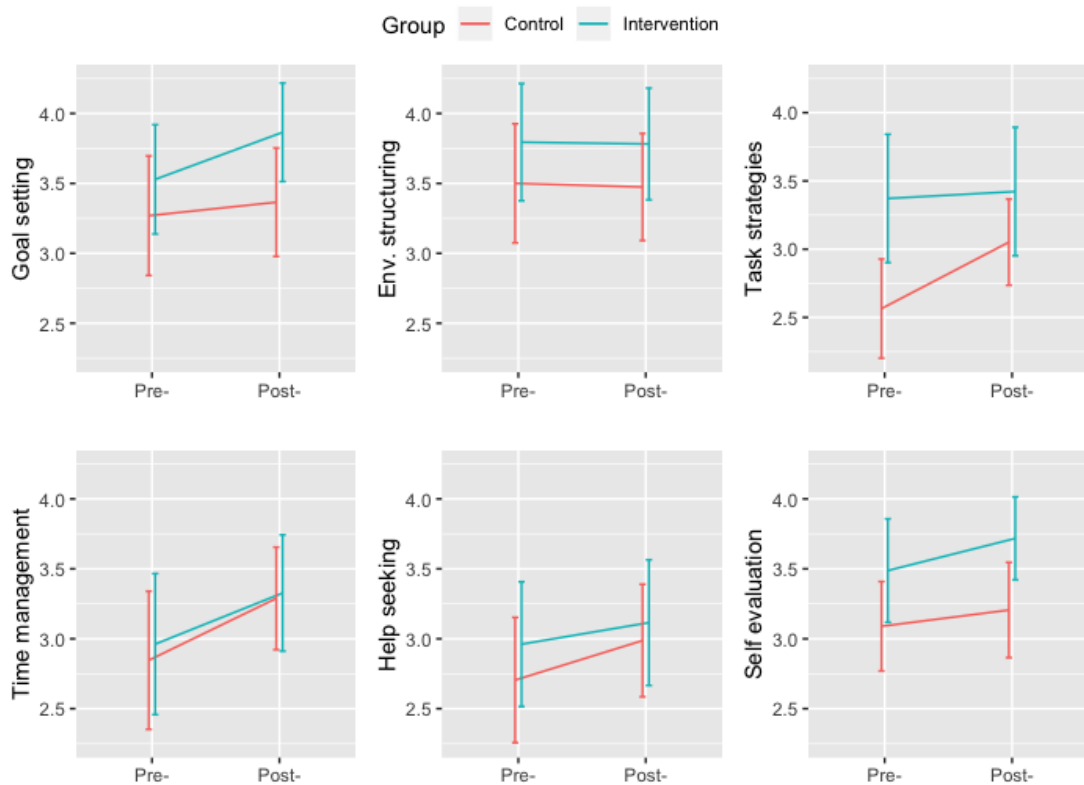 Group Control Intervention
Goal setting
4.0
3.5
3.0
2.5
Pre- Post-
Env. structuring
4.0
3.5
3.0
2.5
Pre- Post-
Task strategies
4.0
3.5
3.0
2.5
Pre- Post-
Time management
4.0
3.5
3.0
2.5
Pre- Post-
Help seeking
4.0
3.5
3.0
2.5
Pre- Post-
Self evaluation
4.0
3.5
3.0
2.5
Pre- Post-